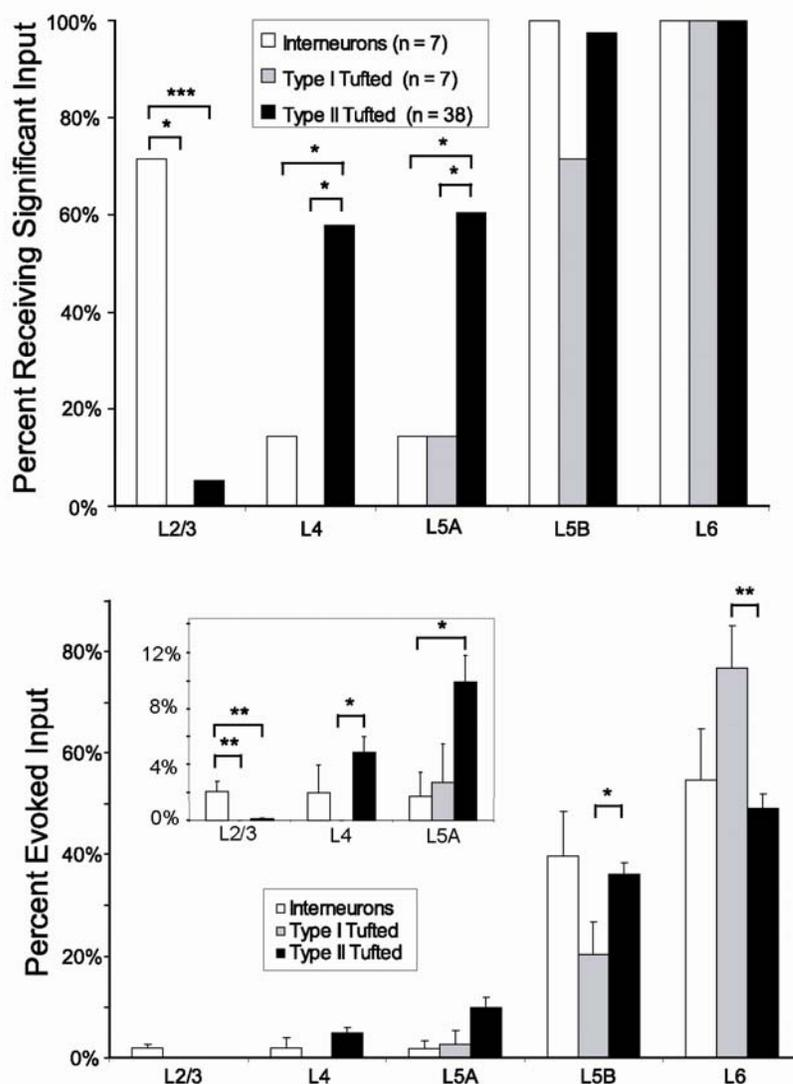 Percent Receiving Significant Input
100%
80%
60%
40%
20%
0%
Interneurons (n = 7)
Type I Tufted (n = 7)
Type II Tufted (n = 38)
***
*
*
*
*
*
L2/3 L4 L5A L5B L6
Percent Evoked Input
80%
60%
40%
20%
0%
12%
8%
4%
0%
**
**
*
*
L2/3 L4 L5A
*
**
Interneurons
Type I Tufted
Type II Tufted
L2/3 L4 L5A L5B L6